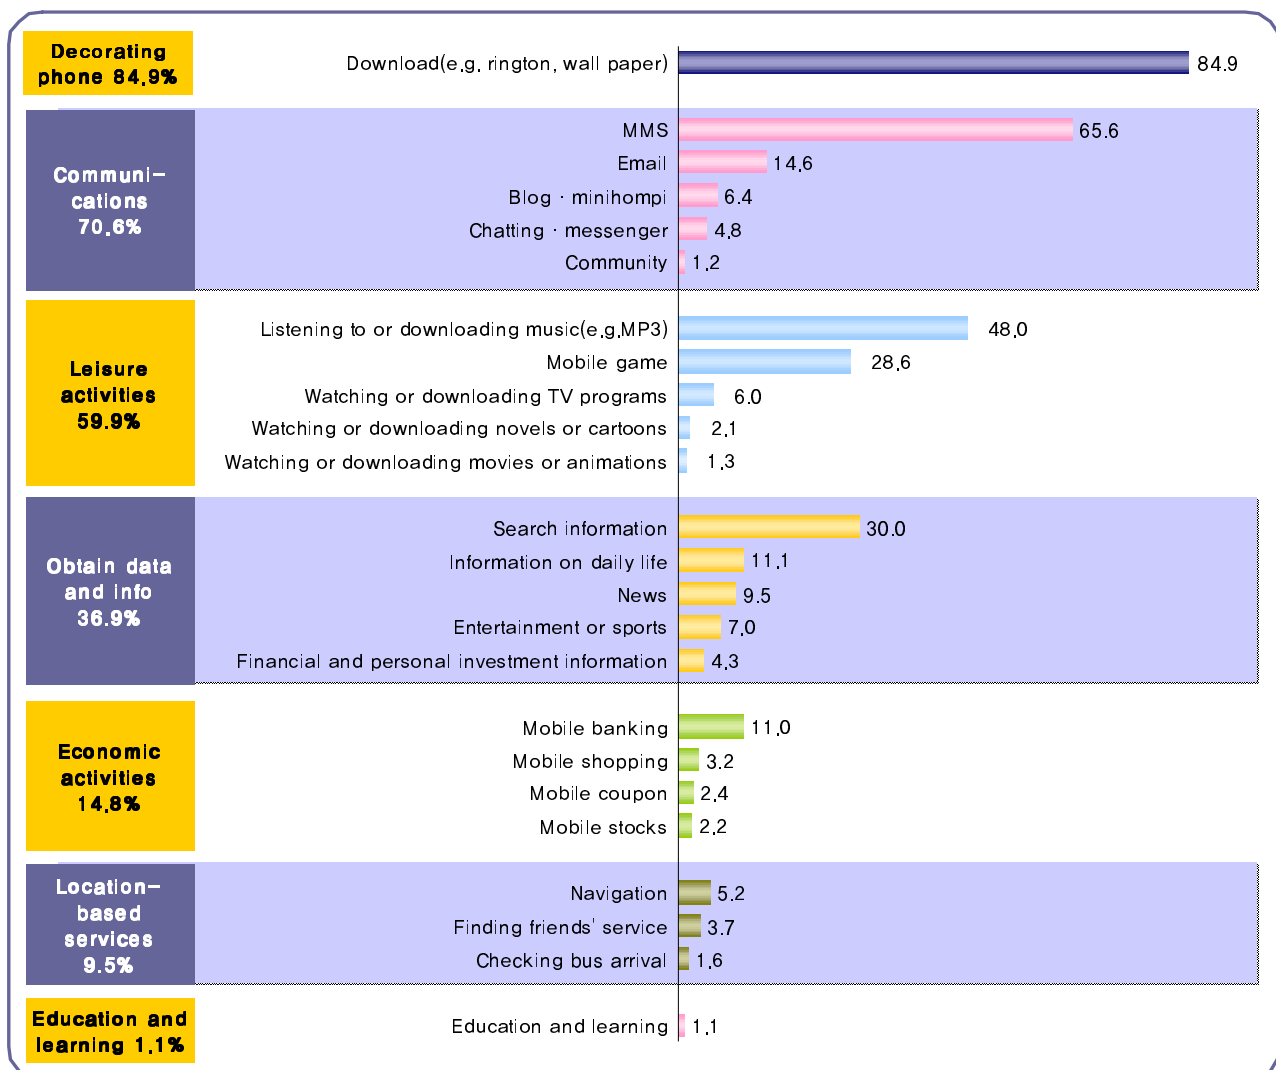 Decorating
phone 84.9%
Download(e.g. rington, wall paper)
84.9
Communi-
cations
70.6%
MMS
65.6
Email
14.6
Blog · minihompi
6.4
Chatting · messenger
4.8
Community
1.2
Leisure
activities
59.9%
Listening to or downloading music(e.g.MP3)
48.0
Mobile game
28.6
Watching or downloading TV programs
6.0
Watching or downloading novels or cartoons
2.1
Watching or downloading movies or animations
1.3
Obtain data
and info
36.9%
Search information
30.0
Information on daily life
11.1
News
9.5
Entertainment or sports
7.0
Financial and personal investment information
4.3
Economic
activities
14.8%
Mobile banking
11.0
Mobile shopping
3.2
Mobile coupon
2.4
Mobile stocks
2.2
Location-
based
services
9.5%
Navigation
5.2
Finding friends' service
3.7
Checking bus arrival
1.6
Education and
learning 1.1%
Education and learning
1.1